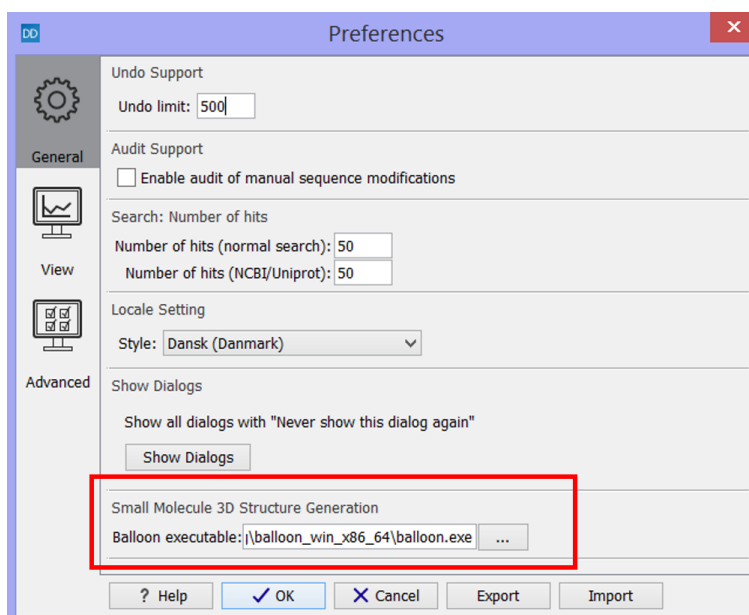 DD
Preferences
General
View
Advanced
Undo Support
Undo limit: 500
Audit Support
Enable audit of manual sequence modifications
Search: Number of hits
Number of hits (normal search): 50
Number of hits (NCBI/Uniprot): 50
Locale Setting
Style: Dansk (Danmark)
Show Dialogs
Show all dialogs with "Never show this dialog again"
Show Dialogs
Small Molecule 3D Structure Generation
Balloon executable: \balloon_win_x86_64\balloon.exe ...
? Help OK Cancel Export Import